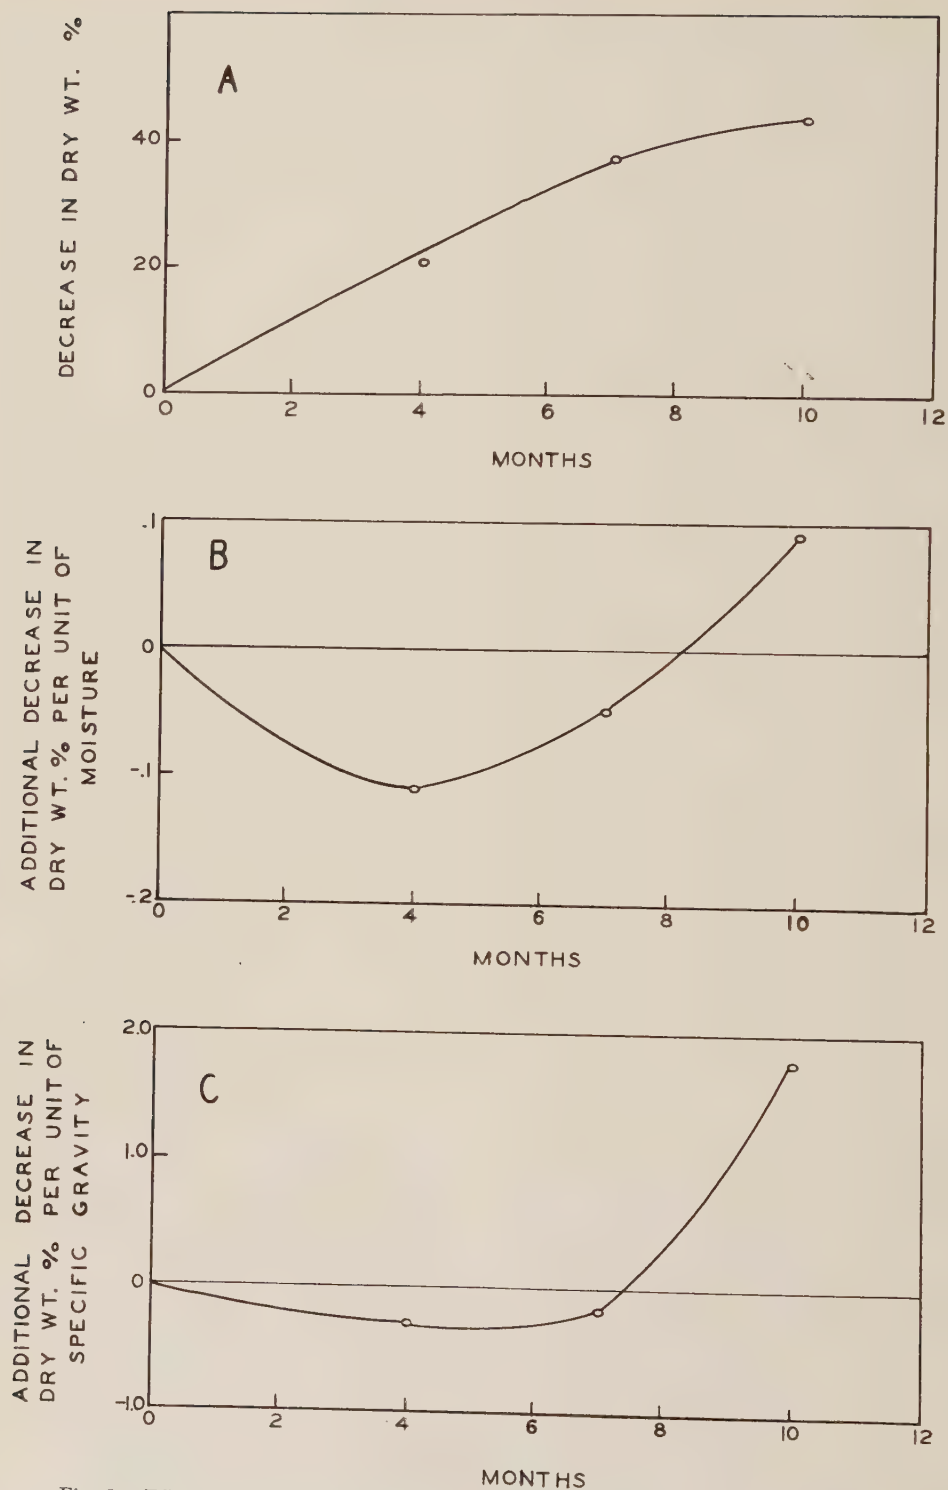 DECREASE IN DRY WT. %
A
40
20
0
0 2 4 6 8 10 12
MONTHS
ADDITIONAL DECREASE IN
DRY WT. % PER UNIT OF
MOISTURE
B
.1
0
-.1
-.2
0 2 4 6 8 10 12
MONTHS
ADDITIONAL DECREASE IN
DRY WT. % PER UNIT OF
SPECIFIC GRAVITY
C
2.0
1.0
0
-1.0
0 2 4 6 8 10 12
MONTHS